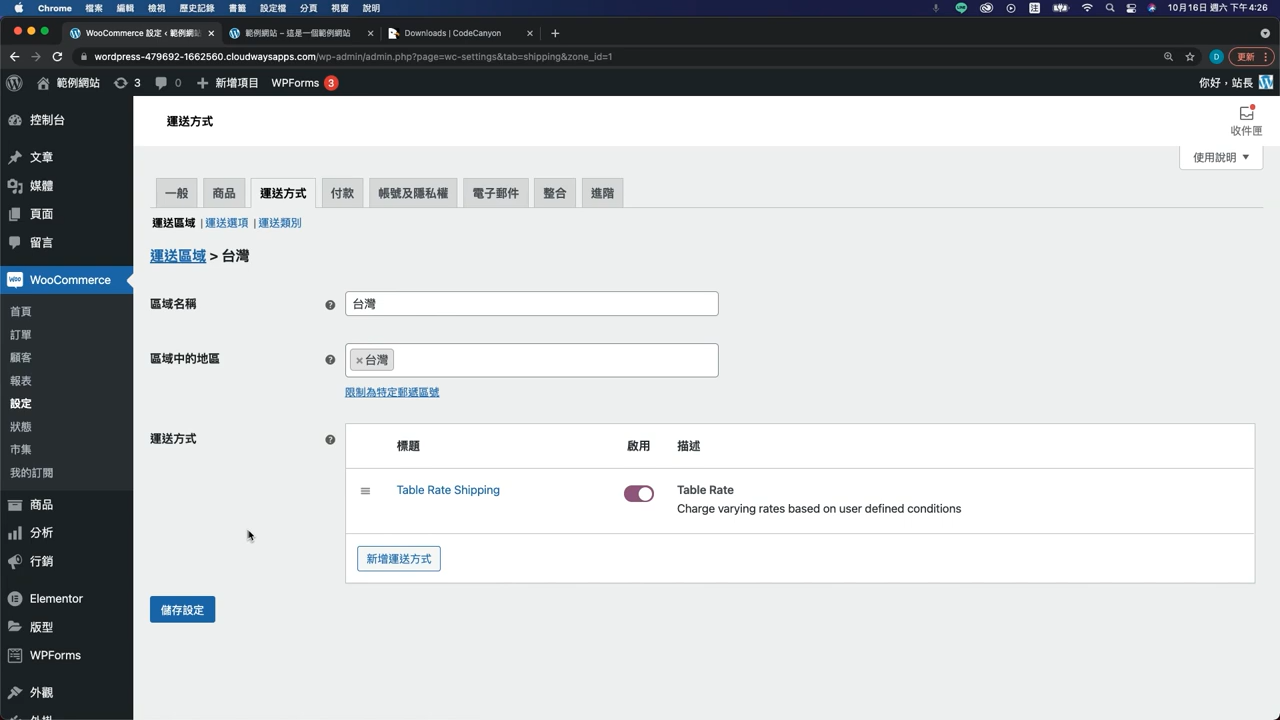 Chrome 檔案 編輯 檢視 歷史記錄 書籤 設定檔 分頁 視窗 說明 10月16日 週六 下午4:26
WooCommerce 設定 ‹ 範例網站 範例網站 – 這是一個範例網站 Downloads | CodeCanyon
wordpress-479692-1662560.cloudwaysapps.com/wp-admin/admin.php?page=wc-settings&tab=shipping&zone_id=1 D 更新
範例網站 3 0 新增項目 WPForms 3 你好，站長
控制台
文章
媒體
頁面
留言
WooCommerce
首頁
訂單
顧客
報表
設定
狀態
市集
我的訂閱
商品
分析
行銷
Elementor
版型
WPForms
外觀
運送方式
收件匣
使用說明 ▼
一般 商品 運送方式 付款 帳號及隱私權 電子郵件 整合 進階
運送區域 | 運送選項 | 運送類別
運送區域 > 台灣
區域名稱 ? 台灣
區域中的地區 ? ×台灣
限制為特定郵遞區號
運送方式 ? 標題 啟用 描述
Table Rate Shipping Table Rate
Charge varying rates based on user defined conditions
新增運送方式
儲存設定